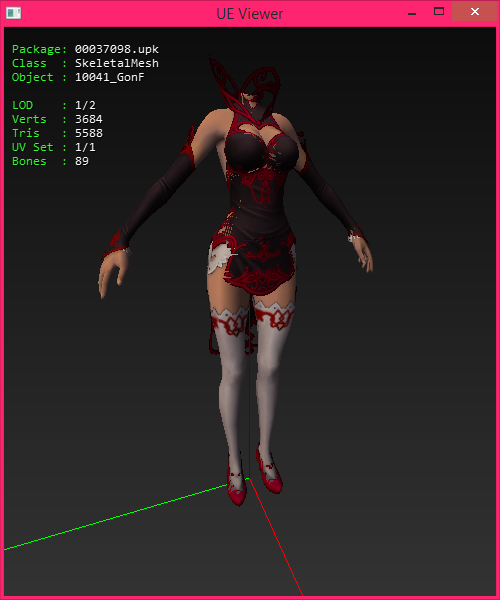 UE Viewer
Package: 00037098.upk
Class : SkeletalMesh
Object : 10041_GonF
LOD : 1/2
Verts : 3684
Tris : 5588
UV Set : 1/1
Bones : 89